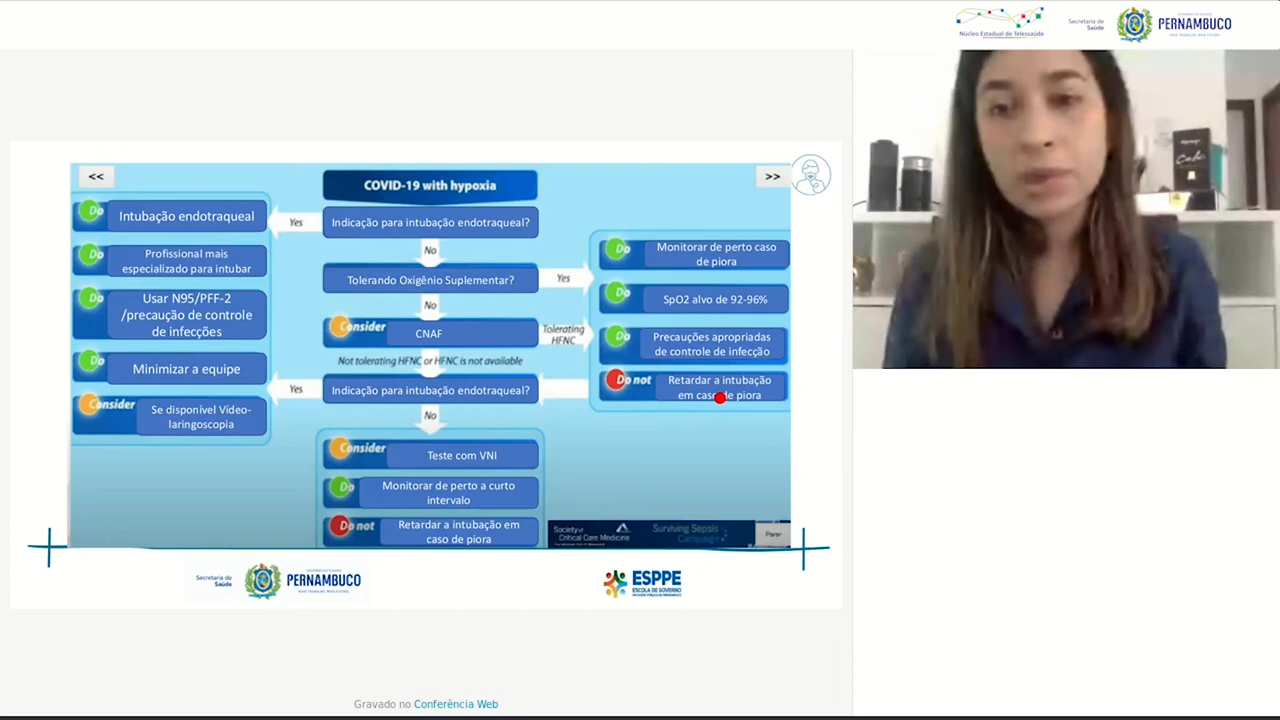 Núcleo Estadual de Telessaúde
Secretaria de
Saúde
PERNAMBUCO
<<
>>
COVID-19 with hypoxia
Indicação para intubação endotraqueal?
Yes
No
Do
Intubação endotraqueal
Do
Profissional mais
especializado para intubar
Do
Usar N95/PFF-2
/precaução de controle
de infecções
Do
Minimizar a equipe
Consider
Se disponível Vídeo-
laringoscopia
Tolerando Oxigênio Suplementar?
Yes
No
Consider
CNAF
Tolerating
HFNC
Not tolerating HFNC or HFNC is not available
Indicação para intubação endotraqueal?
Yes
No
Do
Monitorar de perto caso
de piora
Do
SpO2 alvo de 92-96%
Do
Precauções apropriadas
de controle de infecção
Do not
Retardar a intubação
em caso de piora
Consider
Teste com VNI
Do
Monitorar de perto a curto
intervalo
Do not
Retardar a intubação em
caso de piora
Society of
Critical Care Medicine
Surviving Sepsis
Campaign
Parar
Secretaria de
Saúde
PERNAMBUCO
ESPPE
ESCOLA DE GOVERNO
Gravado no Conferência Web